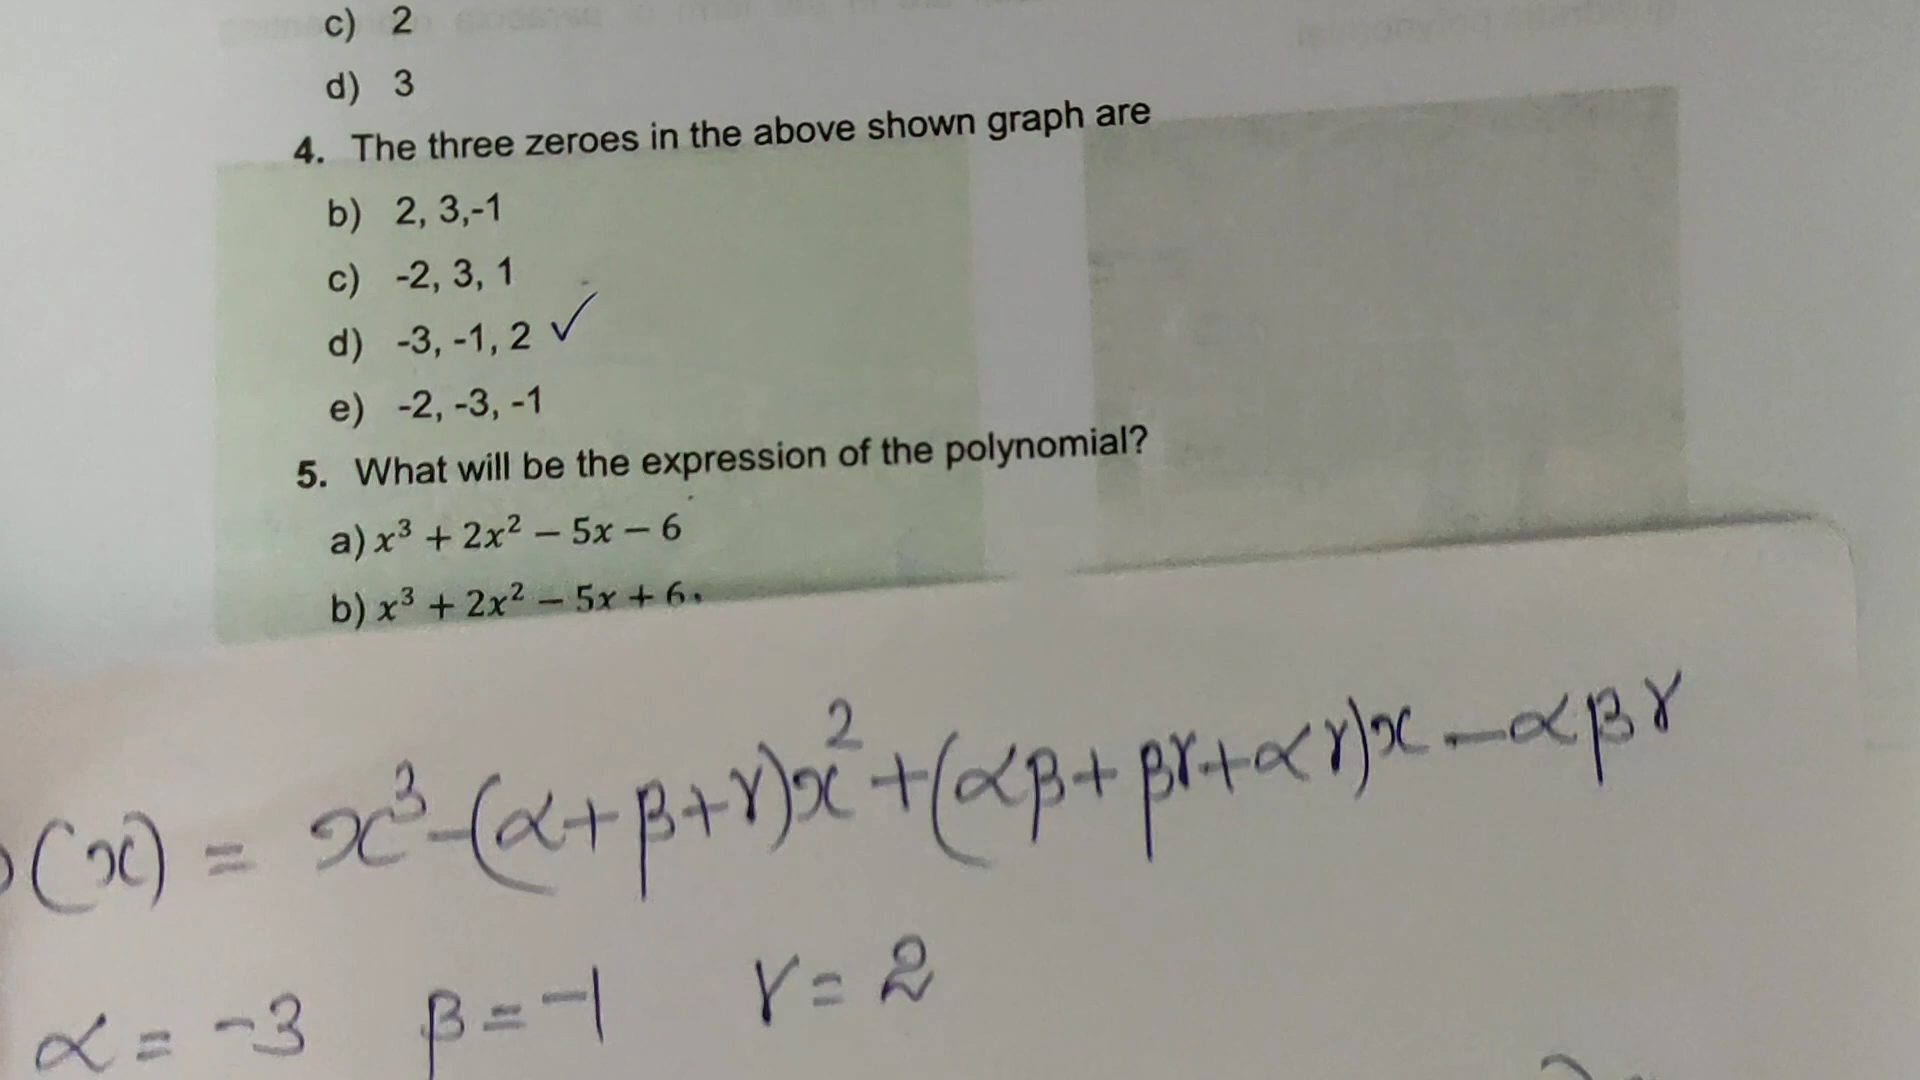 c) 2
d) 3
4. The three zeroes in the above shown graph are
b) 2, 3,-1
c) -2, 3, 1
d) -3, -1, 2 ✓
e) -2, -3, -1
5. What will be the expression of the polynomial?
a) x³ + 2x² − 5x − 6
b) x³ + 2x² − 5x + 6.
(x) = x³-(α+β+γ)x²+(αβ+βγ+αγ)x-αβγ
α = -3 β = -1 γ = 2